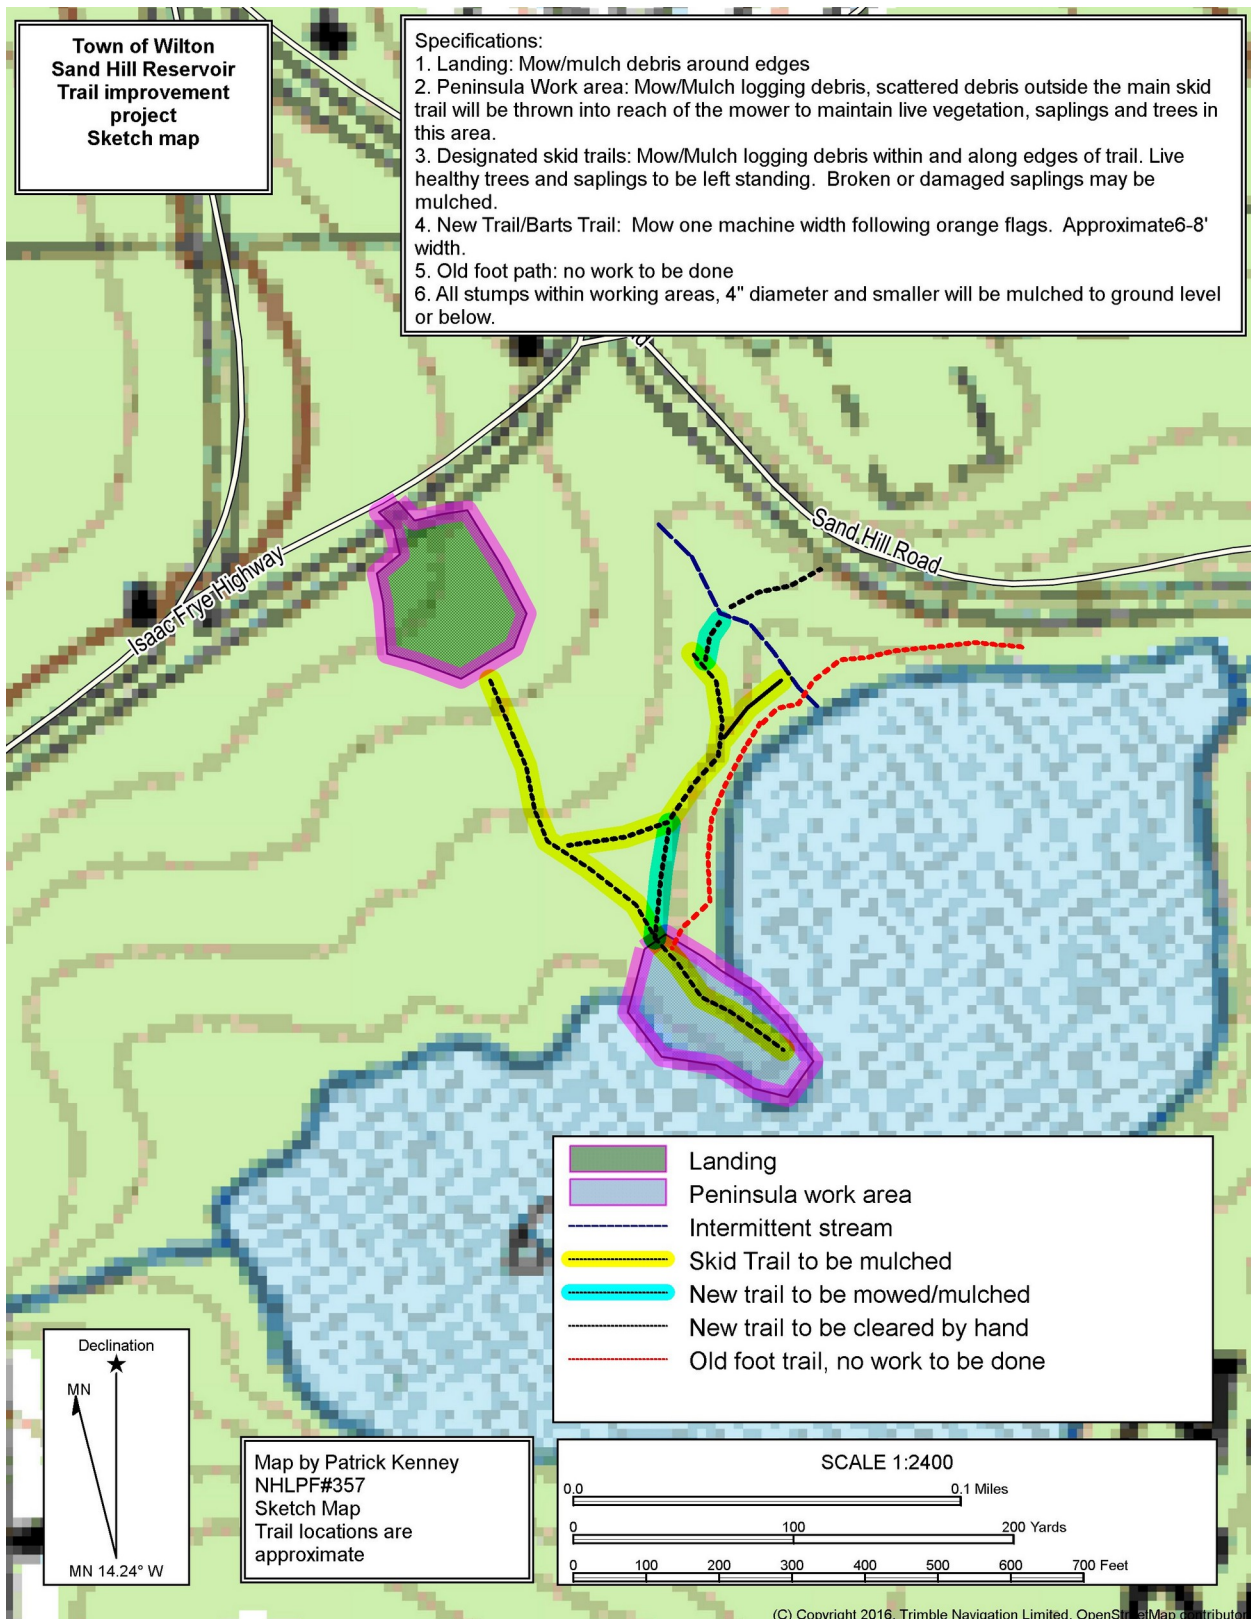 Town of Wilton
Sand Hill Reservoir
Trail improvement
project
Sketch map
Specifications:
1. Landing: Mow/mulch debris around edges
2. Peninsula Work area: Mow/Mulch logging debris, scattered debris outside the main skid
trail will be thrown into reach of the mower to maintain live vegetation, saplings and trees in
this area.
3. Designated skid trails: Mow/Mulch logging debris within and along edges of trail. Live
healthy trees and saplings to be left standing. Broken or damaged saplings may be
mulched.
4. New Trail/Barts Trail: Mow one machine width following orange flags. Approximate6-8'
width.
5. Old foot path: no work to be done
6. All stumps within working areas, 4" diameter and smaller will be mulched to ground level
or below.
Sand Hill Road
Isaac Frye Highway
Landing
Peninsula work area
Intermittent stream
Skid Trail to be mulched
New trail to be mowed/mulched
New trail to be cleared by hand
Old foot trail, no work to be done
Declination
MN
MN 14.24° W
Map by Patrick Kenney
NHLPF#357
Sketch Map
Trail locations are
approximate
SCALE 1:2400
0.0 0.1 Miles
0 100 200 Yards
0 100 200 300 400 500 600 700 Feet
(C) Copyright 2016, Trimble Navigation Limited, OpenStreetMap contributor